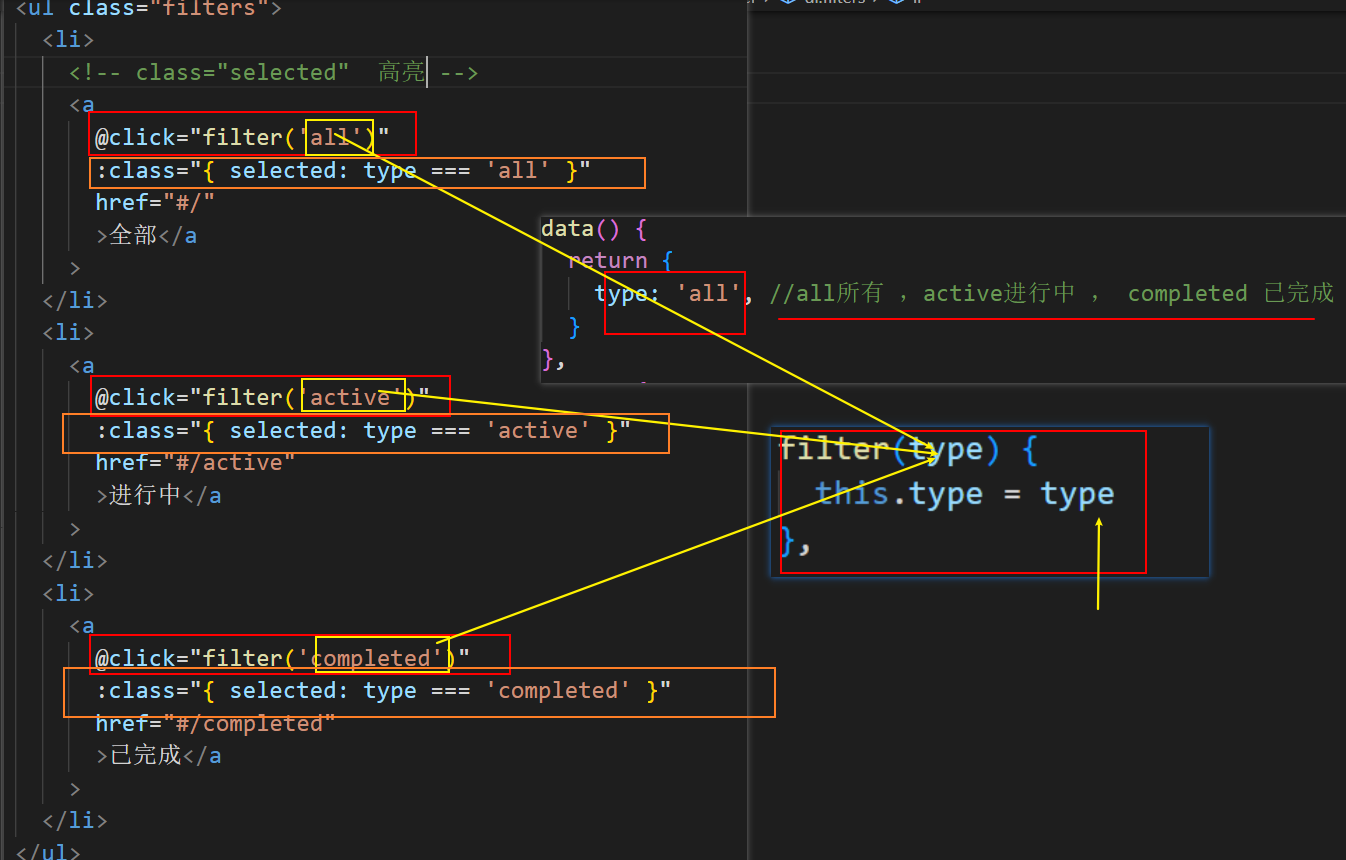 <ul class="filters">
<li>
<!-- class="selected" 高亮 -->
<a
@click="filter('all')"
:class="{ selected: type === 'all' }"
href="#/"
>全部</a
>
</li>
<li>
<a
@click="filter('active')"
:class="{ selected: type === 'active' }"
href="#/active"
>进行中</a
>
</li>
<li>
<a
@click="filter('completed')"
:class="{ selected: type === 'completed' }"
href="#/completed"
>已完成</a
>
</li>
</ul>
data() {
return {
type: 'all', //all所有 ，active进行中 ， completed 已完成
}
},
filter(type) {
this.type = type
},